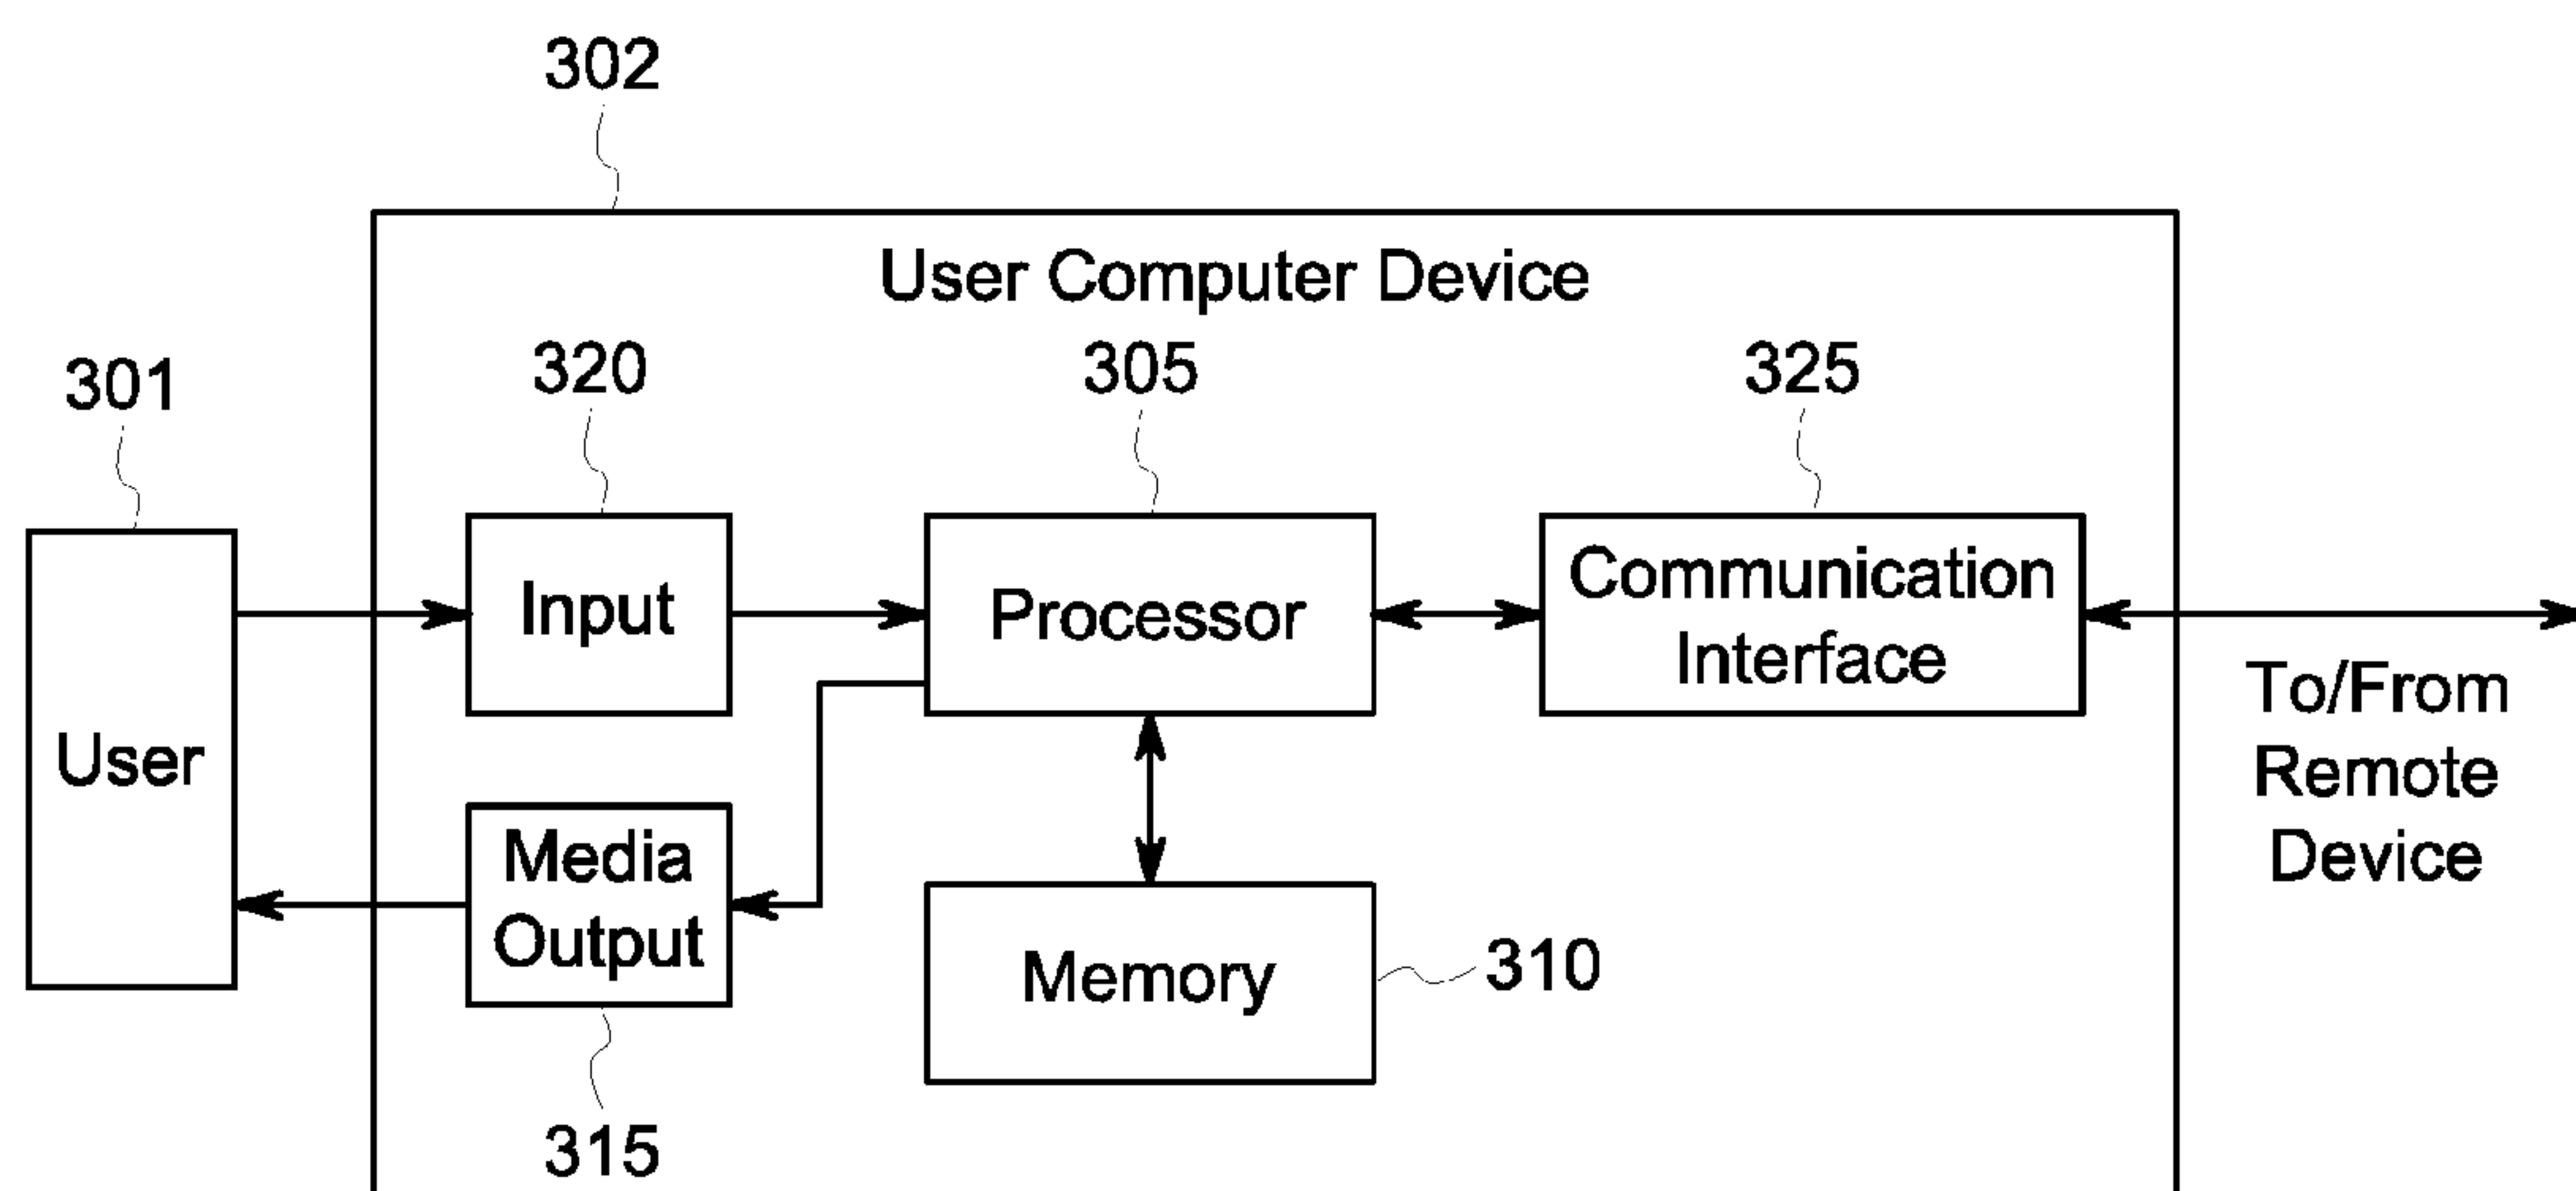 302
User Computer Device
301
320
305
325
Input
Processor
Communication
Interface
User
Media
Output
Memory
310
To/From
Remote
Device
315